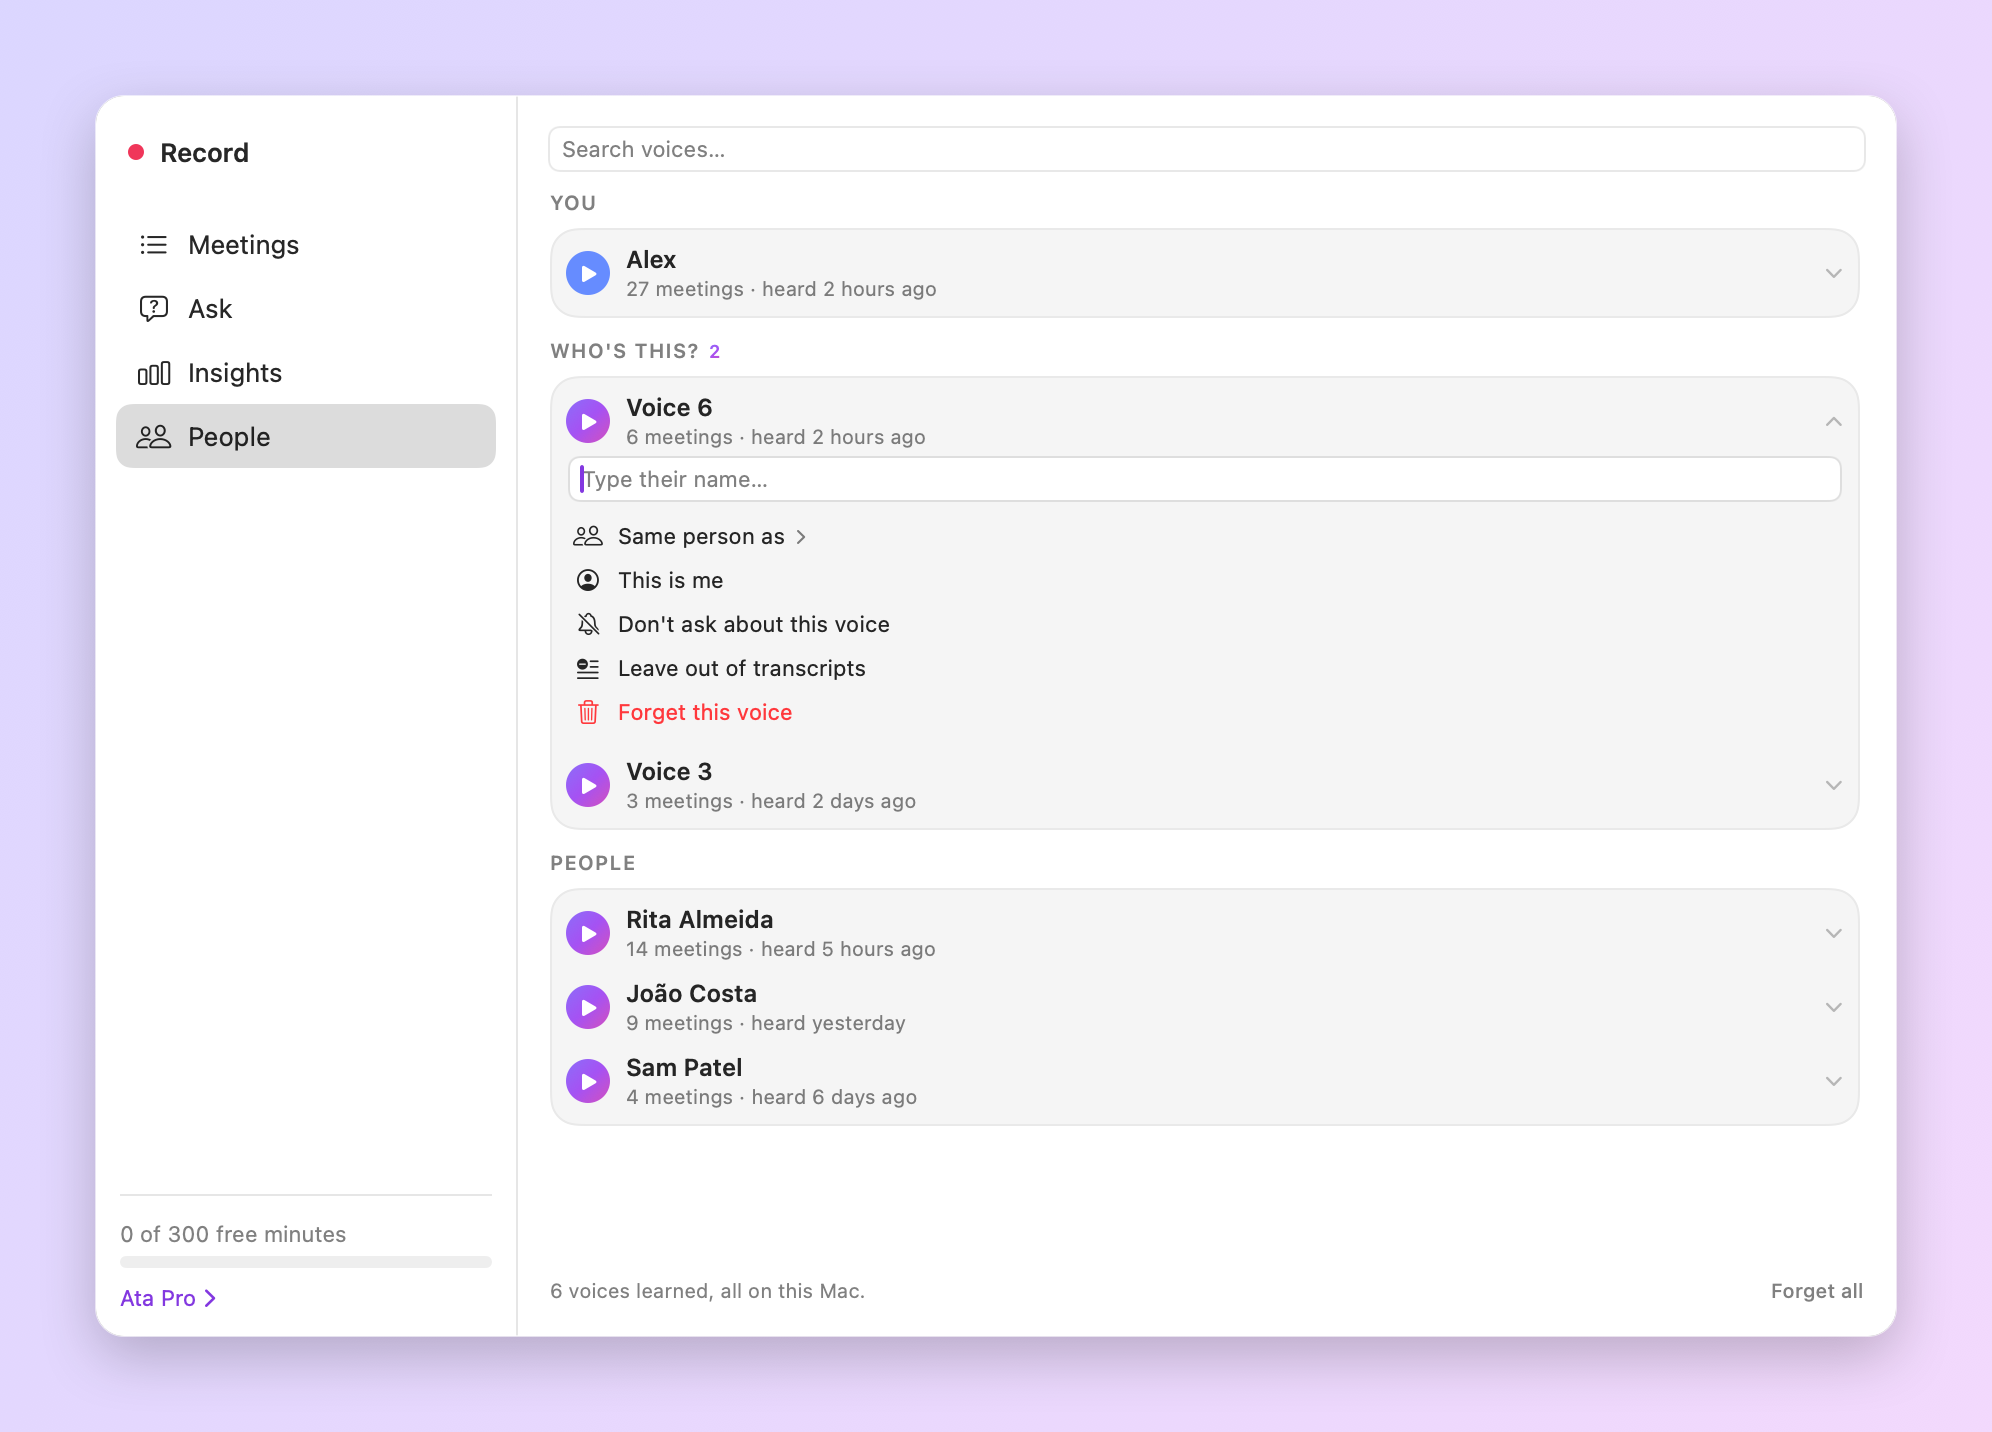 Record
Meetings
Ask
Insights
People
0 of 300 free minutes
Ata Pro
Search voices...
YOU
Alex
27 meetings · heard 2 hours ago
WHO'S THIS? 2
Voice 6
6 meetings · heard 2 hours ago
Type their name...
Same person as
This is me
Don't ask about this voice
Leave out of transcripts
Forget this voice
Voice 3
3 meetings · heard 2 days ago
PEOPLE
Rita Almeida
14 meetings · heard 5 hours ago
João Costa
9 meetings · heard yesterday
Sam Patel
4 meetings · heard 6 days ago
6 voices learned, all on this Mac.
Forget all